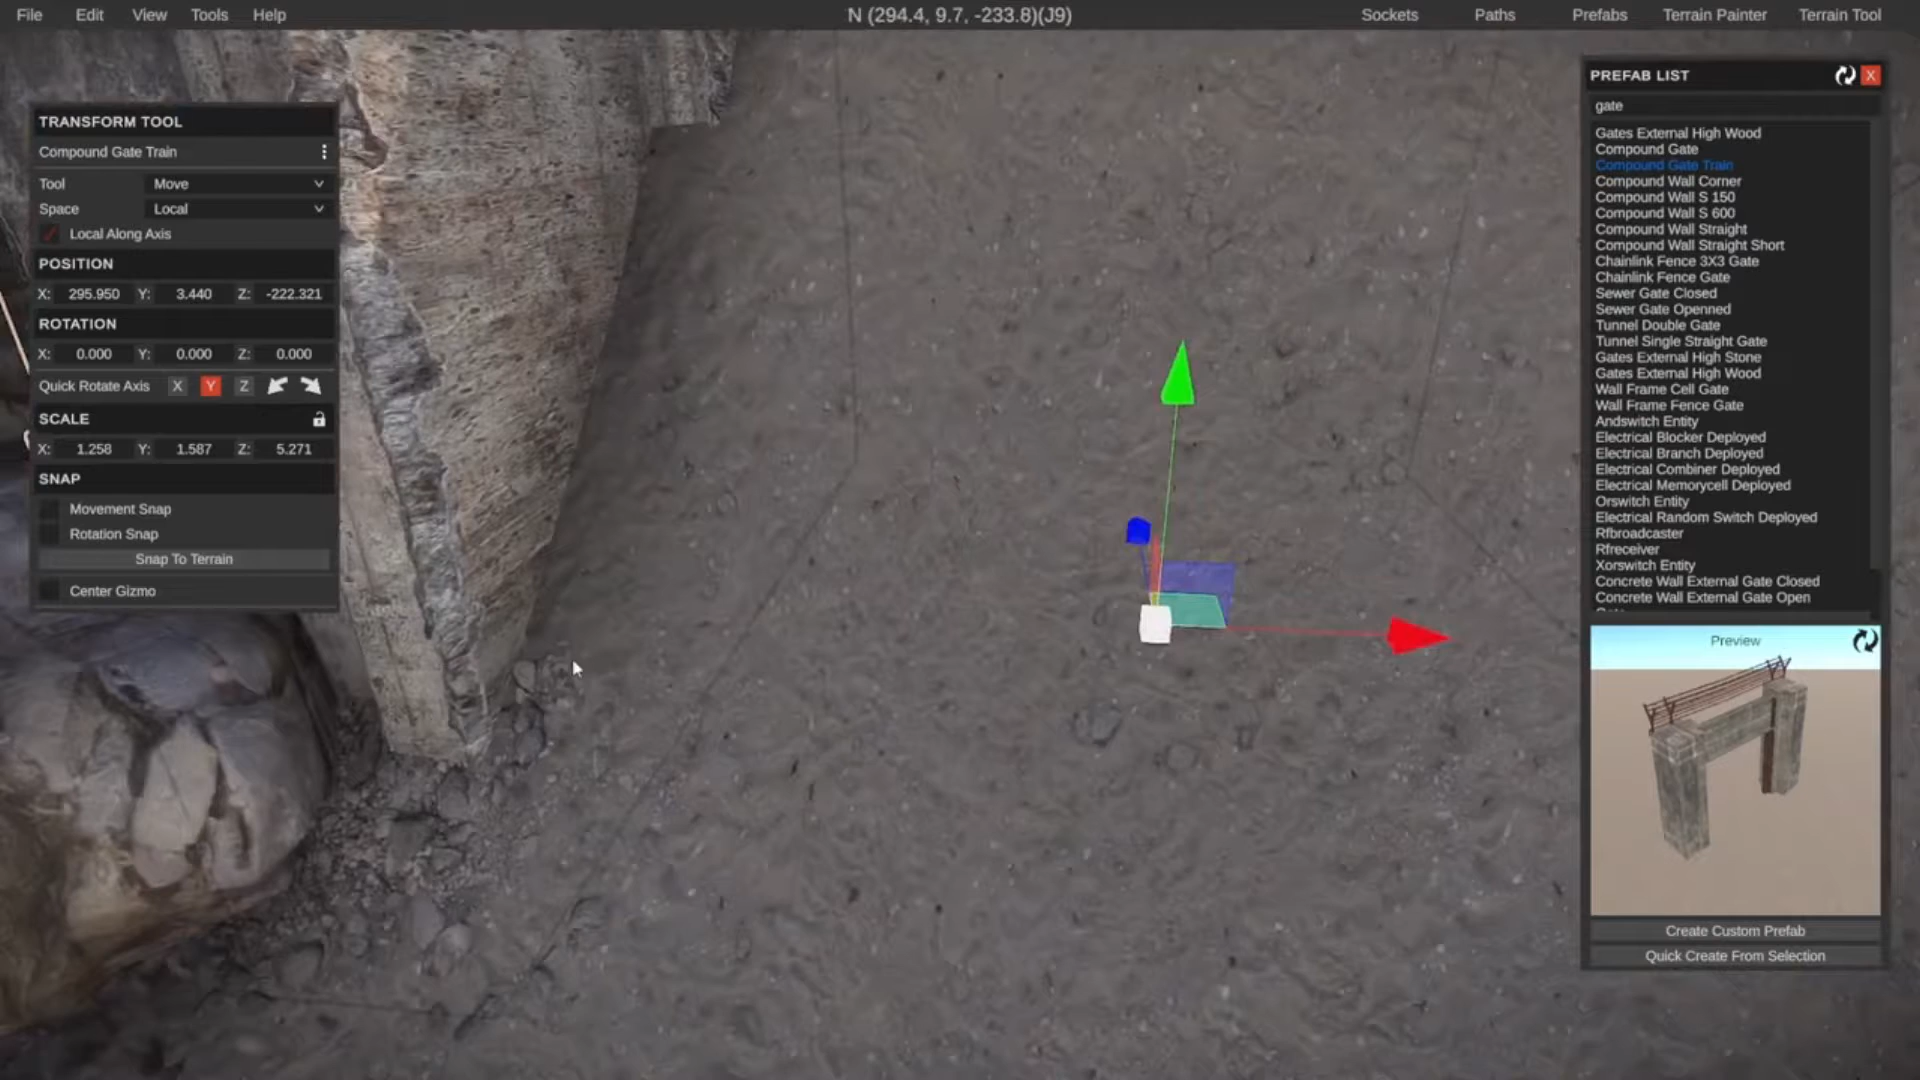 File Edit View Tools Help N (294.4, 9.7, -233.8)(J9) Sockets Paths Prefabs Terrain Painter Terrain Tool
TRANSFORM TOOL
Compound Gate Train
Tool Move
Space Local
Local Along Axis
POSITION
X: 295.950 Y: 3.440 Z: -222.321
ROTATION
X: 0.000 Y: 0.000 Z: 0.000
Quick Rotate Axis X Y Z
SCALE
X: 1.258 Y: 1.587 Z: 5.271
SNAP
Movement Snap
Rotation Snap
Snap To Terrain
Center Gizmo
PREFAB LIST X
gate
Gates External High Wood
Compound Gate
Compound Gate Train
Compound Wall Corner
Compound Wall S 150
Compound Wall S 600
Compound Wall Straight
Compound Wall Straight Short
Chainlink Fence 3X3 Gate
Chainlink Fence Gate
Sewer Gate Closed
Sewer Gate Openned
Tunnel Double Gate
Tunnel Single Straight Gate
Gates External High Stone
Gates External High Wood
Wall Frame Cell Gate
Wall Frame Fence Gate
Andswitch Entity
Electrical Blocker Deployed
Electrical Branch Deployed
Electrical Combiner Deployed
Electrical Memorycell Deployed
Orswitch Entity
Electrical Random Switch Deployed
Rfbroadcaster
Rfreceiver
Xorswitch Entity
Concrete Wall External Gate Closed
Concrete Wall External Gate Open
Preview
Create Custom Prefab
Quick Create From Selection